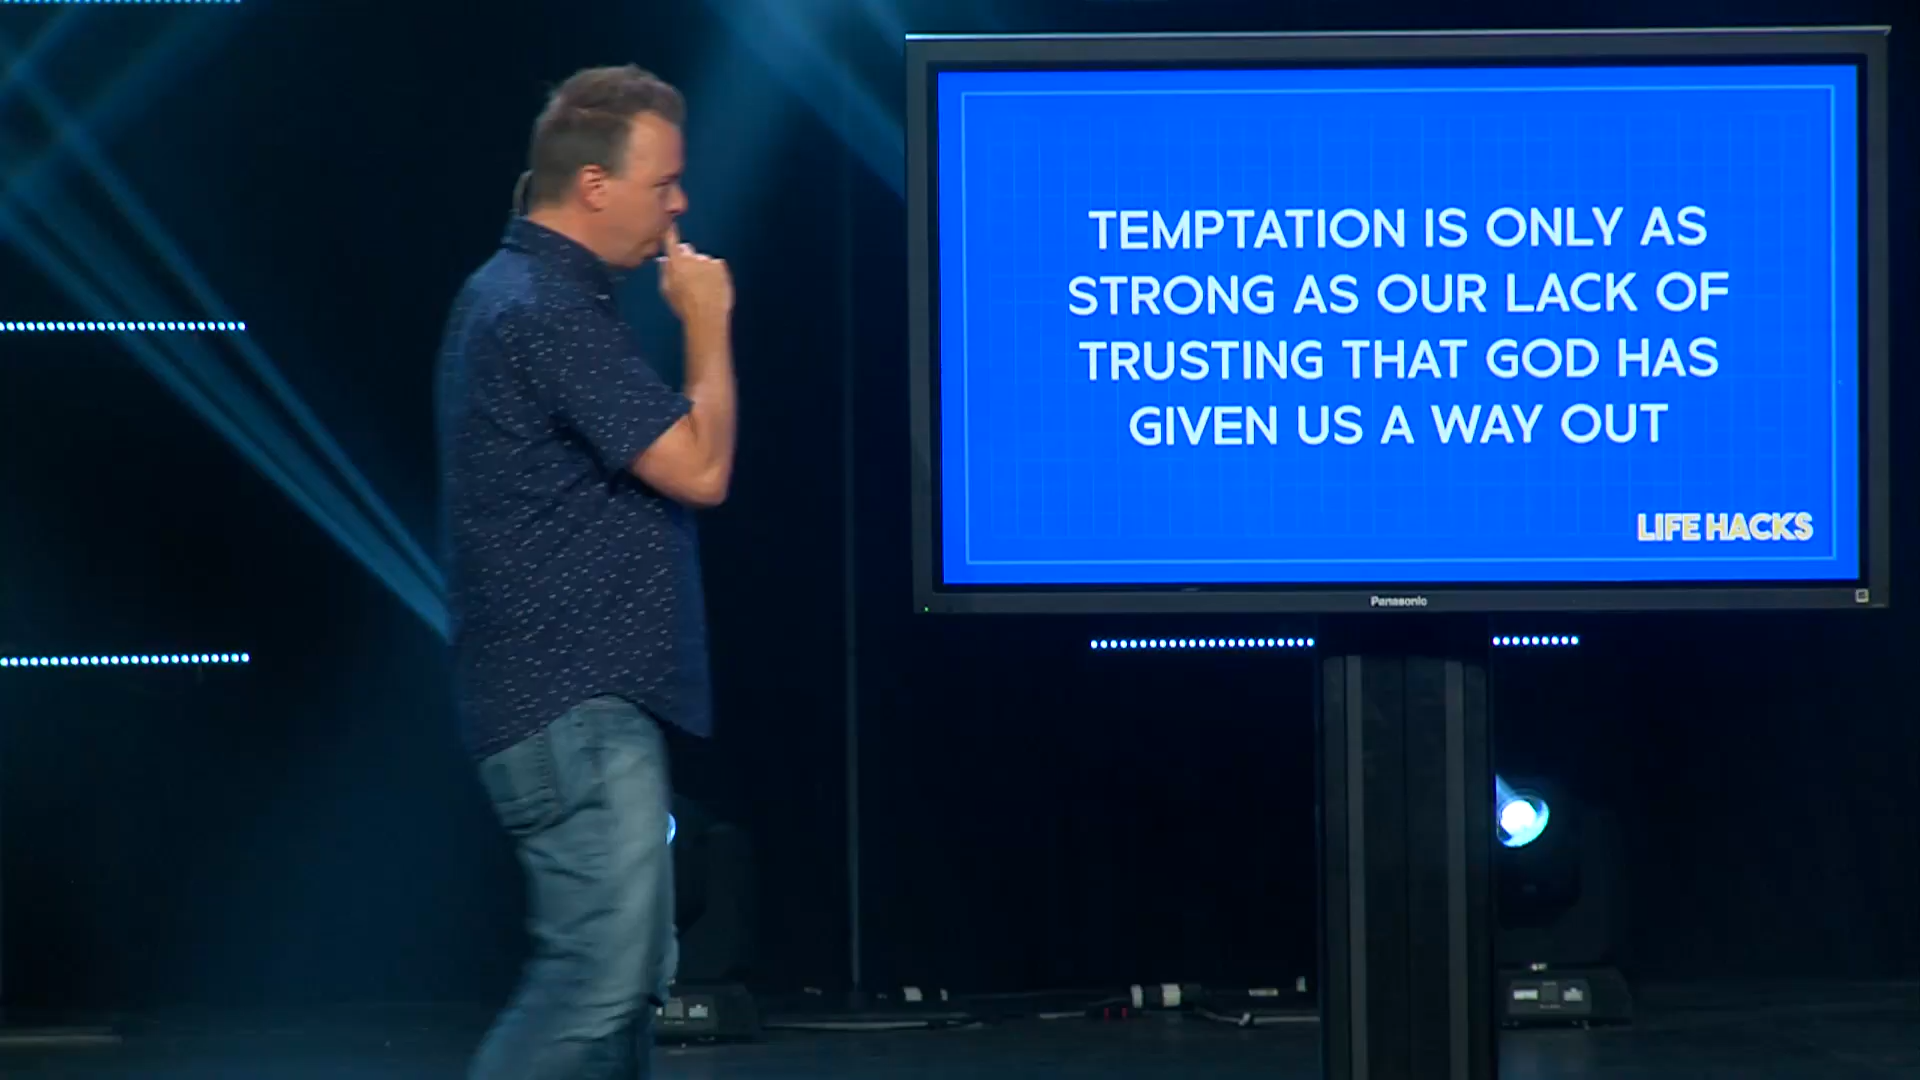 TEMPTATION IS ONLY AS
STRONG AS OUR LACK OF
TRUSTING THAT GOD HAS
GIVEN US A WAY OUT
LIFE HACKS
Panasonic